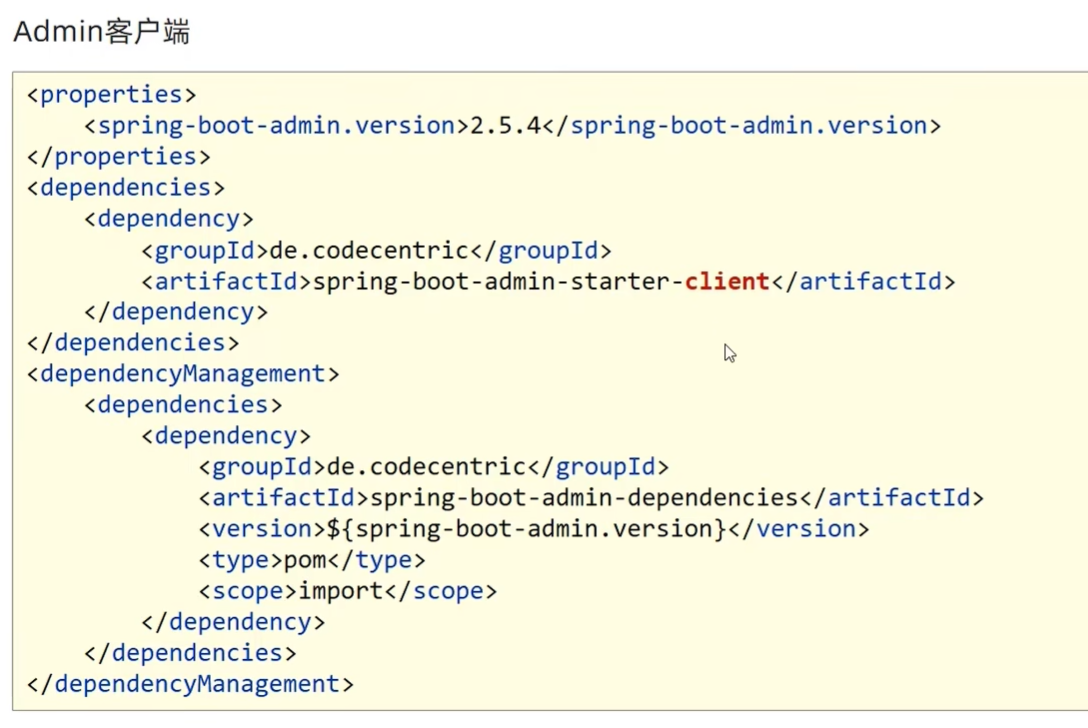 Admin客户端
<properties>
    <spring-boot-admin.version>2.5.4</spring-boot-admin.version>
</properties>
<dependencies>
    <dependency>
        <groupId>de.codecentric</groupId>
        <artifactId>spring-boot-admin-starter-client</artifactId>
    </dependency>
</dependencies>
<dependencyManagement>
    <dependencies>
        <dependency>
            <groupId>de.codecentric</groupId>
            <artifactId>spring-boot-admin-dependencies</artifactId>
            <version>${spring-boot-admin.version}</version>
            <type>pom</type>
            <scope>import</scope>
        </dependency>
    </dependencies>
</dependencyManagement>